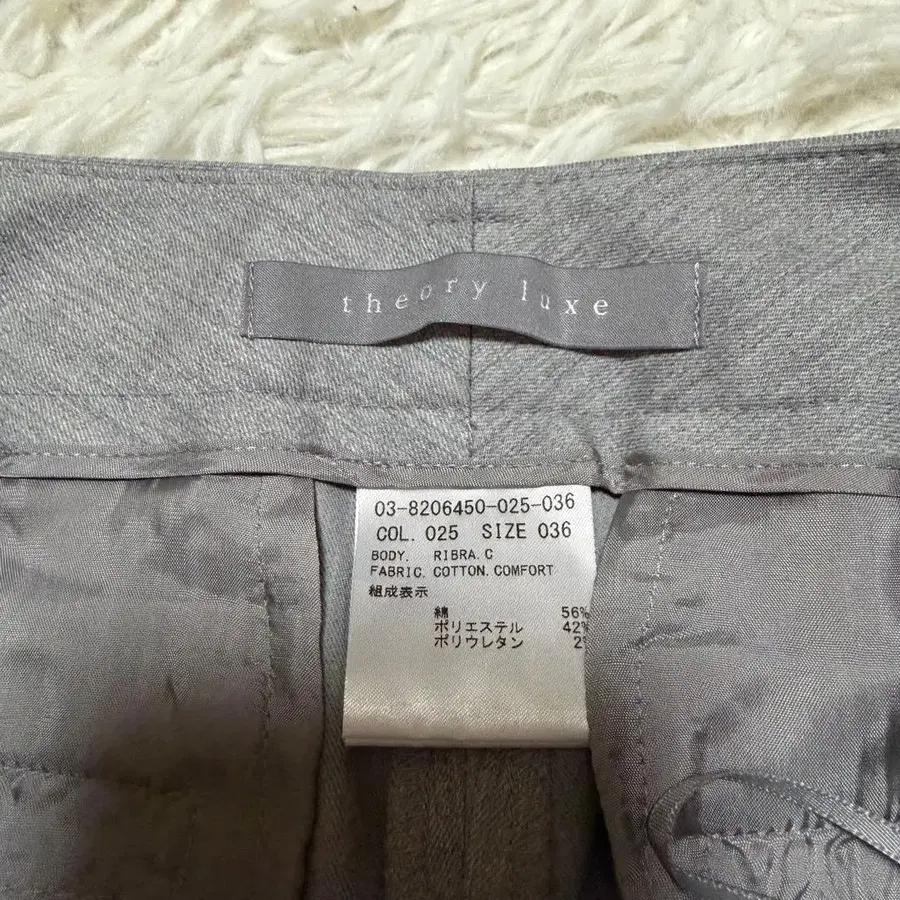 theory luxe
03-8206450-025-036
COL. 025 SIZE 036
BODY. RIBRA.C
FABRIC. COTTON.COMFORT
組成表示
綿 56%
ポリエステル 42%
ポリウレタン 2%